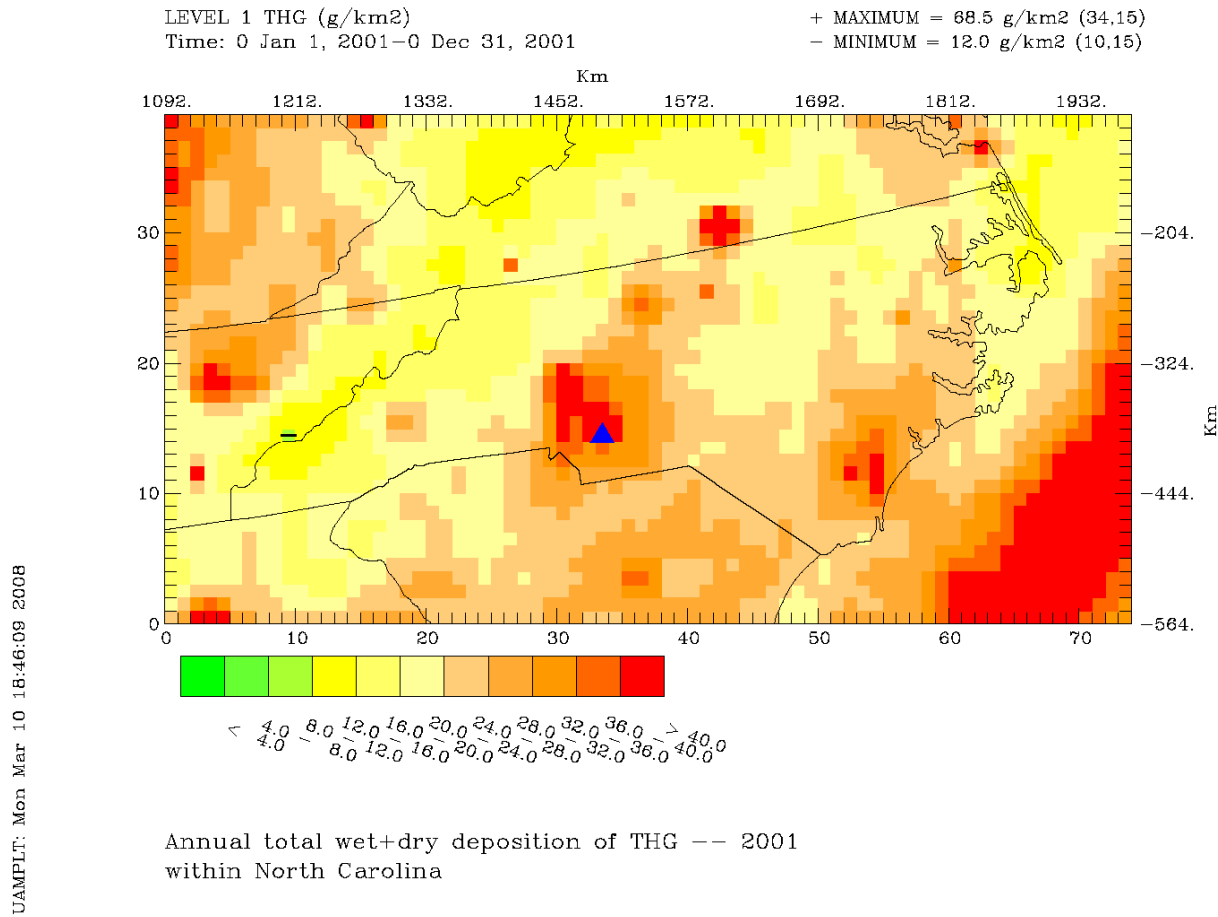 LEVEL 1 THG (g/km2)
Time: 0 Jan 1, 2001-0 Dec 31, 2001
+ MAXIMUM = 68.5 g/km2 (34,15)
- MINIMUM = 12.0 g/km2 (10,15)
Km
1092. 1212. 1332. 1452. 1572. 1692. 1812. 1932.
30 -204.
20 -324.
Km
10 -444.
0 -564.
0 10 20 30 40 50 60 70
< 4.0
4.0 - 8.0
8.0 - 12.0
12.0 - 16.0
16.0 - 20.0
20.0 - 24.0
24.0 - 28.0
28.0 - 32.0
32.0 - 36.0
36.0 - 40.0
> 40.0
Annual total wet+dry deposition of THG -- 2001
within North Carolina
UAMPLT: Mon Mar 10 18:46:09 2008